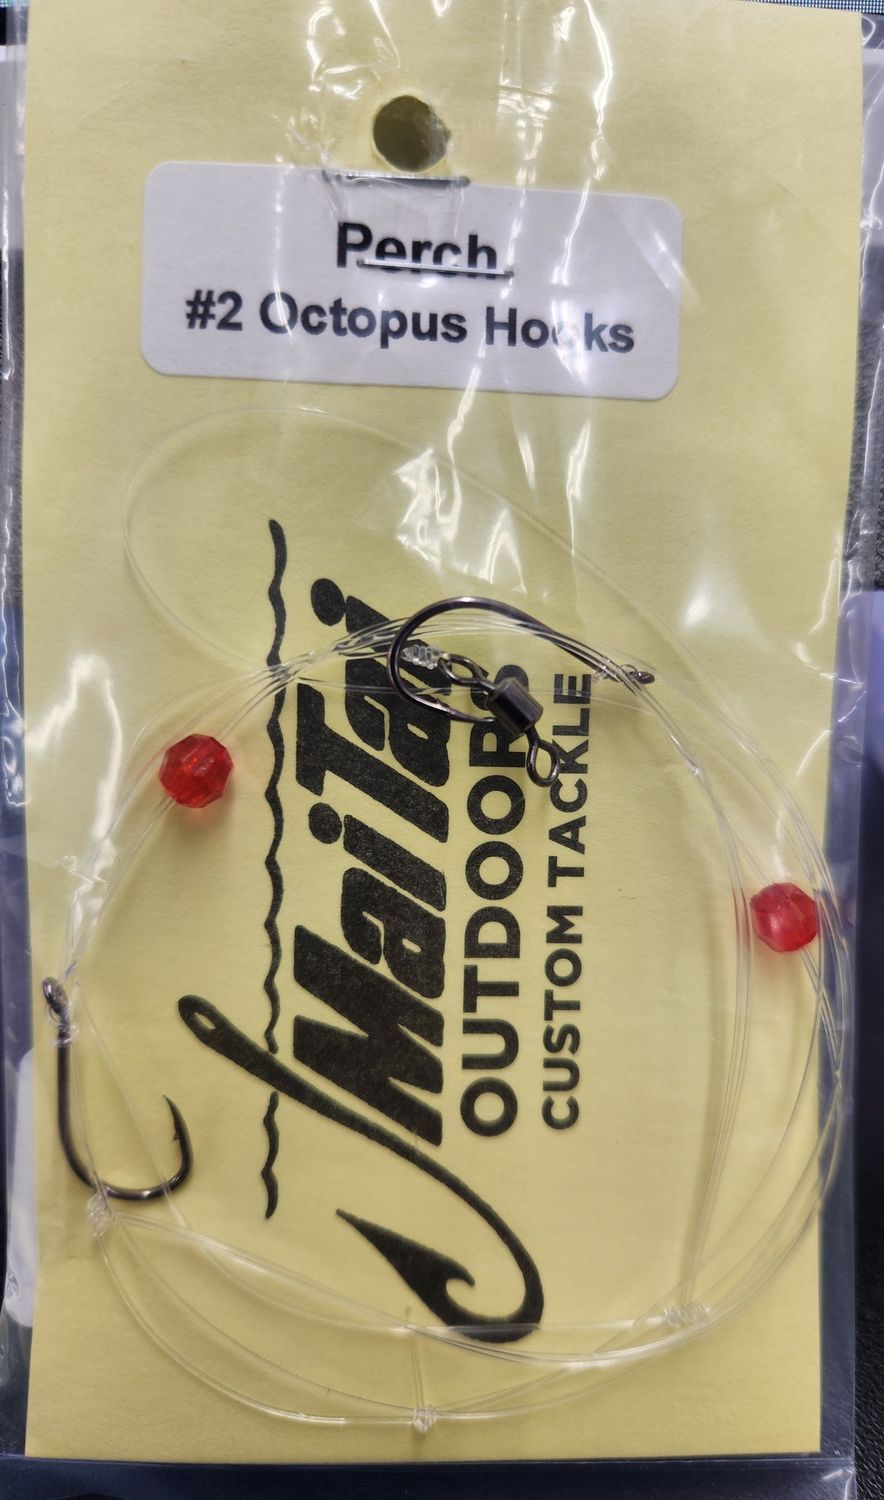 Perch
#2 Octopus Hooks
MaiTai
OUTDOORS
CUSTOM TACKLE